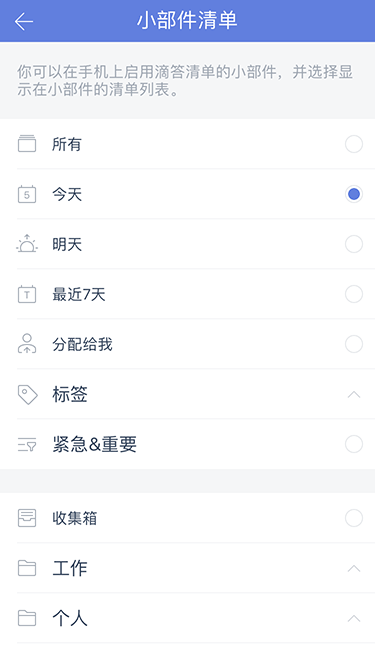 小部件清单
你可以在手机上启用滴答清单的小部件，并选择显
示在小部件的清单列表。
所有
5
今天
明天
T
最近7天
分配给我
标签
紧急&重要
收集箱
工作
个人